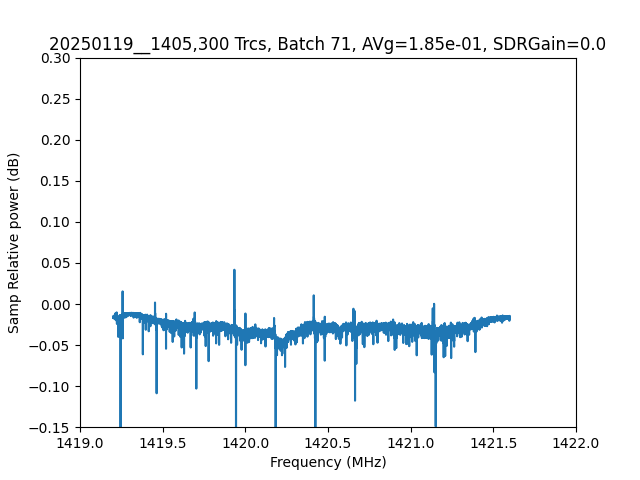 20250119__1405,300 Trcs, Batch 71, AVg=1.85e-01, SDRGain=0.0
0.30
0.25
0.20
0.15
0.10
0.05
0.00
−0.05
−0.10
−0.15
Samp Relative power (dB)
1419.0 1419.5 1420.0 1420.5 1421.0 1421.5 1422.0
Frequency (MHz)